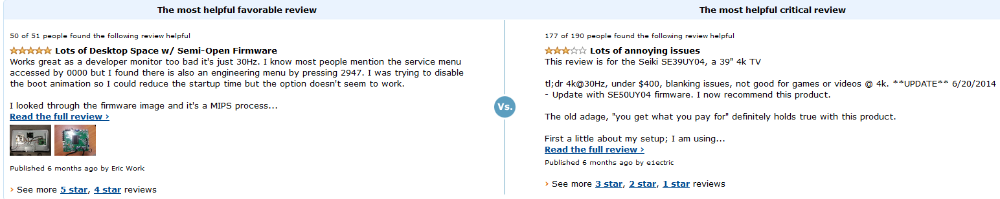 The most helpful favorable review
50 of 51 people found the following review helpful
Lots of Desktop Space w/ Semi-Open Firmware
Works great as a developer monitor too bad it's just 30Hz. I know most people mention the service menu
accessed by 0000 but I found there is also an engineering menu by pressing 2947. I was trying to disable
the boot animation so I could reduce the startup time but the option doesn't seem to work.
I looked through the firmware image and it's a MIPS process...
Read the full review ›
Published 6 months ago by Eric Work
› See more 5 star, 4 star reviews
Vs.
The most helpful critical review
177 of 190 people found the following review helpful
Lots of annoying issues
This review is for the Seiki SE39UY04, a 39" 4k TV
tl;dr 4k@30Hz, under $400, blanking issues, not good for games or videos @ 4k. **UPDATE** 6/20/2014
- Update with SE50UY04 firmware. I now recommend this product.
The old adage, "you get what you pay for" definitely holds true with this product.
First a little about my setup; I am using...
Read the full review ›
Published 6 months ago by e1ectric
› See more 3 star, 2 star, 1 star reviews